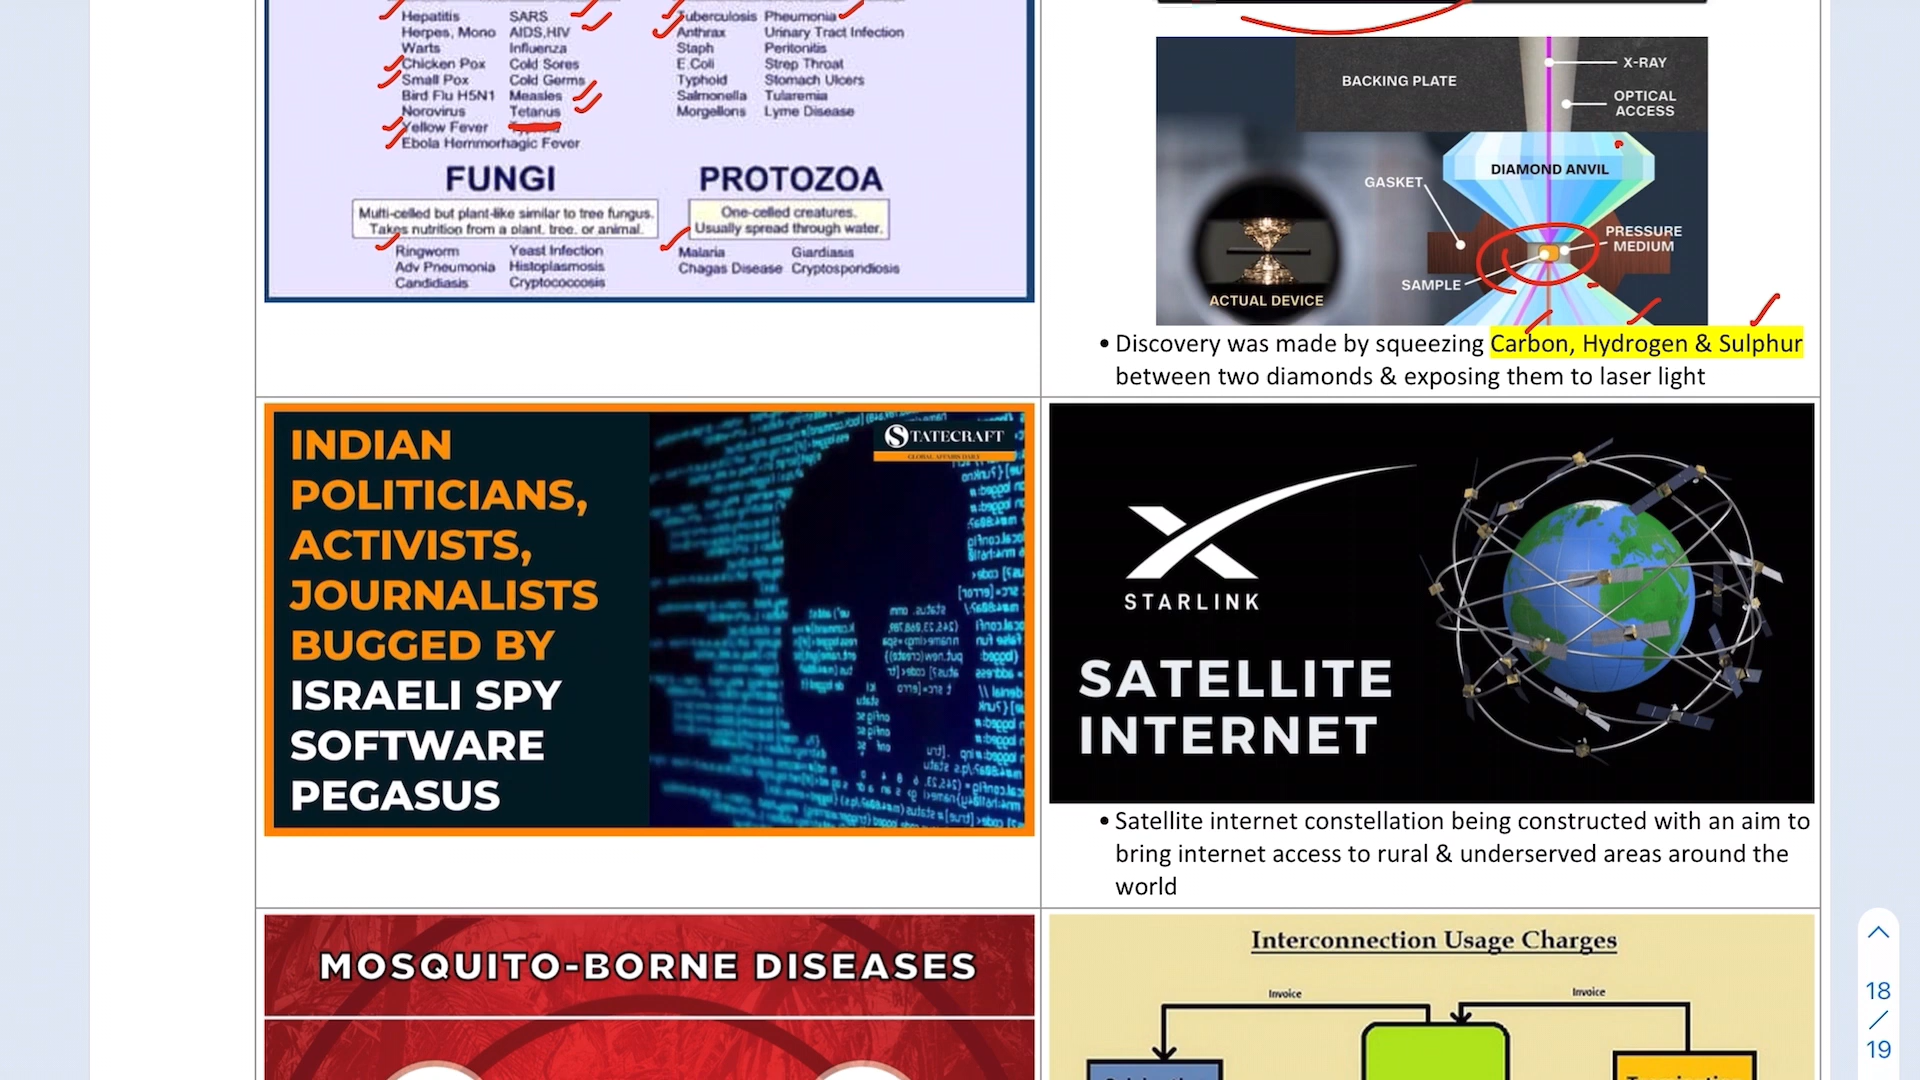 Hepatitis SARS
Herpes, Mono AIDS,HIV
Warts Influenza
Chicken Pox Cold Sores
Small Pox Cold Germs
Bird Flu H5N1 Measles
Norovirus Tetanus
Yellow Fever
Ebola Hemmorhagic Fever
Tuberculosis Pheumonia
Anthrax Urinary Tract Infection
Staph Peritonitis
E.Coli Strep Throat
Typhoid Stomach Ulcers
Salmonella Tularemia
Morgellons Lyme Disease
FUNGI
Multi-celled but plant-like similar to tree fungus.
Takes nutrition from a plant, tree, or animal.
Ringworm Yeast Infection
Adv Pneumonia Histoplasmosis
Candidiasis Cryptococcosis
PROTOZOA
One-celled creatures.
Usually spread through water.
Malaria Giardiasis
Chagas Disease Cryptospondiosis
BACKING PLATE
X-RAY
OPTICAL
ACCESS
DIAMOND ANVIL
GASKET
PRESSURE
MEDIUM
SAMPLE
ACTUAL DEVICE
• Discovery was made by squeezing Carbon, Hydrogen & Sulphur
between two diamonds & exposing them to laser light
INDIAN
POLITICIANS,
ACTIVISTS,
JOURNALISTS
BUGGED BY
ISRAELI SPY
SOFTWARE
PEGASUS
STATECRAFT
GLOBAL AFFAIRS DAILY
STARLINK
SATELLITE
INTERNET
• Satellite internet constellation being constructed with an aim to
bring internet access to rural & underserved areas around the
world
MOSQUITO-BORNE DISEASES
Interconnection Usage Charges
Invoice
Invoice
18
/
19